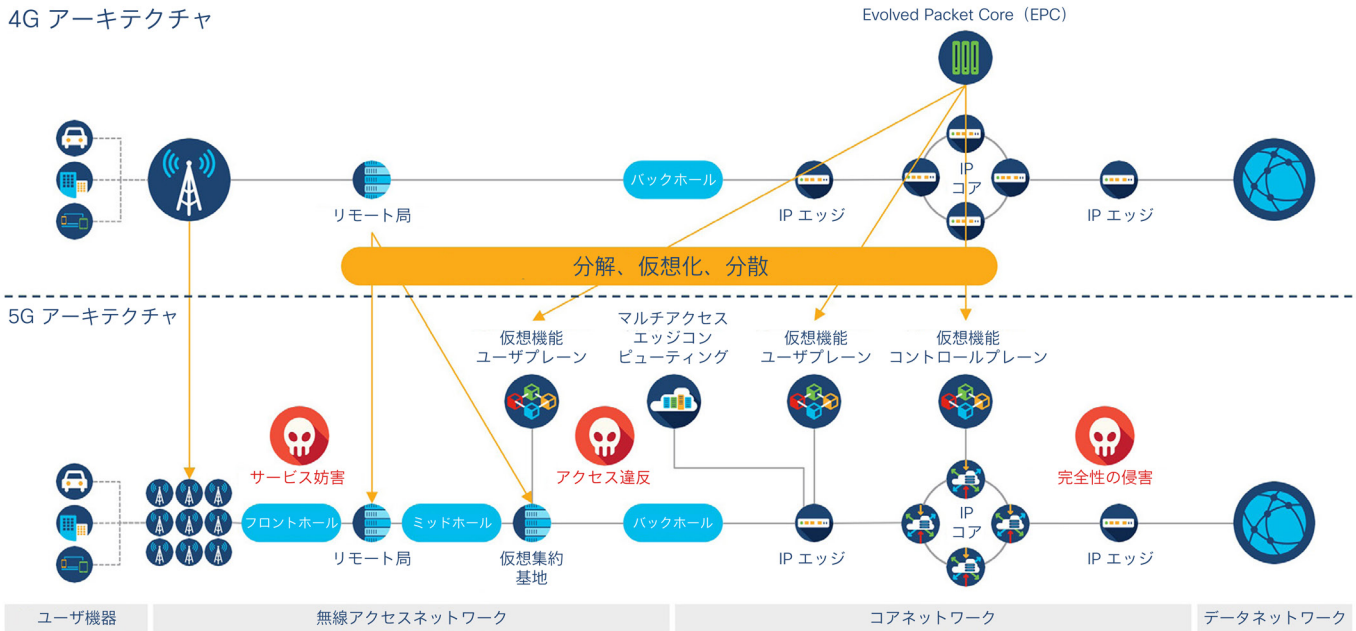 4G アーキテクチャ
Evolved Packet Core（EPC）
リモート局
バックホール
IP エッジ
IP
コア
IP エッジ
分解、仮想化、分散
5G アーキテクチャ
仮想機能
ユーザプレーン
マルチアクセス
エッジコン
ピューティング
仮想機能
ユーザプレーン
仮想機能
コントロールプレーン
サービス妨害
アクセス違反
完全性の侵害
フロントホール
リモート局
ミッドホール
仮想集約
基地
バックホール
IP エッジ
IP
コア
IP エッジ
ユーザ機器
無線アクセスネットワーク
コアネットワーク
データネットワーク